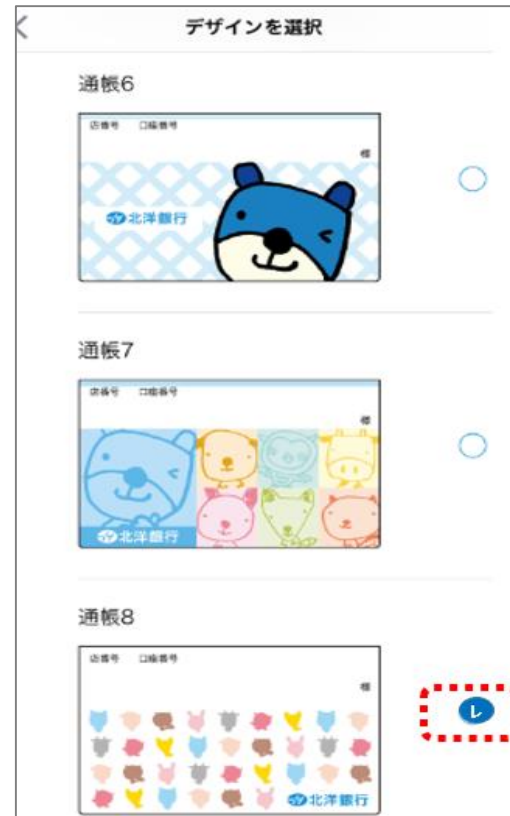 デザインを選択
通帳6
店番号 口座番号
様
北洋銀行
通帳7
店番号 口座番号
様
北洋銀行
通帳8
店番号 口座番号
様
北洋銀行